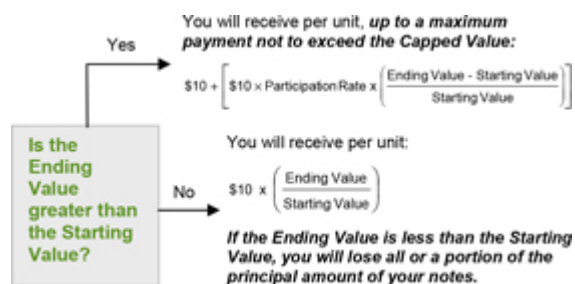 You will receive per unit, up to a maximum
payment not to exceed the Capped Value:
Yes
$10 + [$10 × Participation Rate x (Ending Value - Starting Value / Starting Value)]
Is the
Ending
Value
greater than
the Starting
Value?
You will receive per unit:
No
$10 x (Ending Value / Starting Value)
If the Ending Value is less than the Starting
Value, you will lose all or a portion of the
principal amount of your notes.